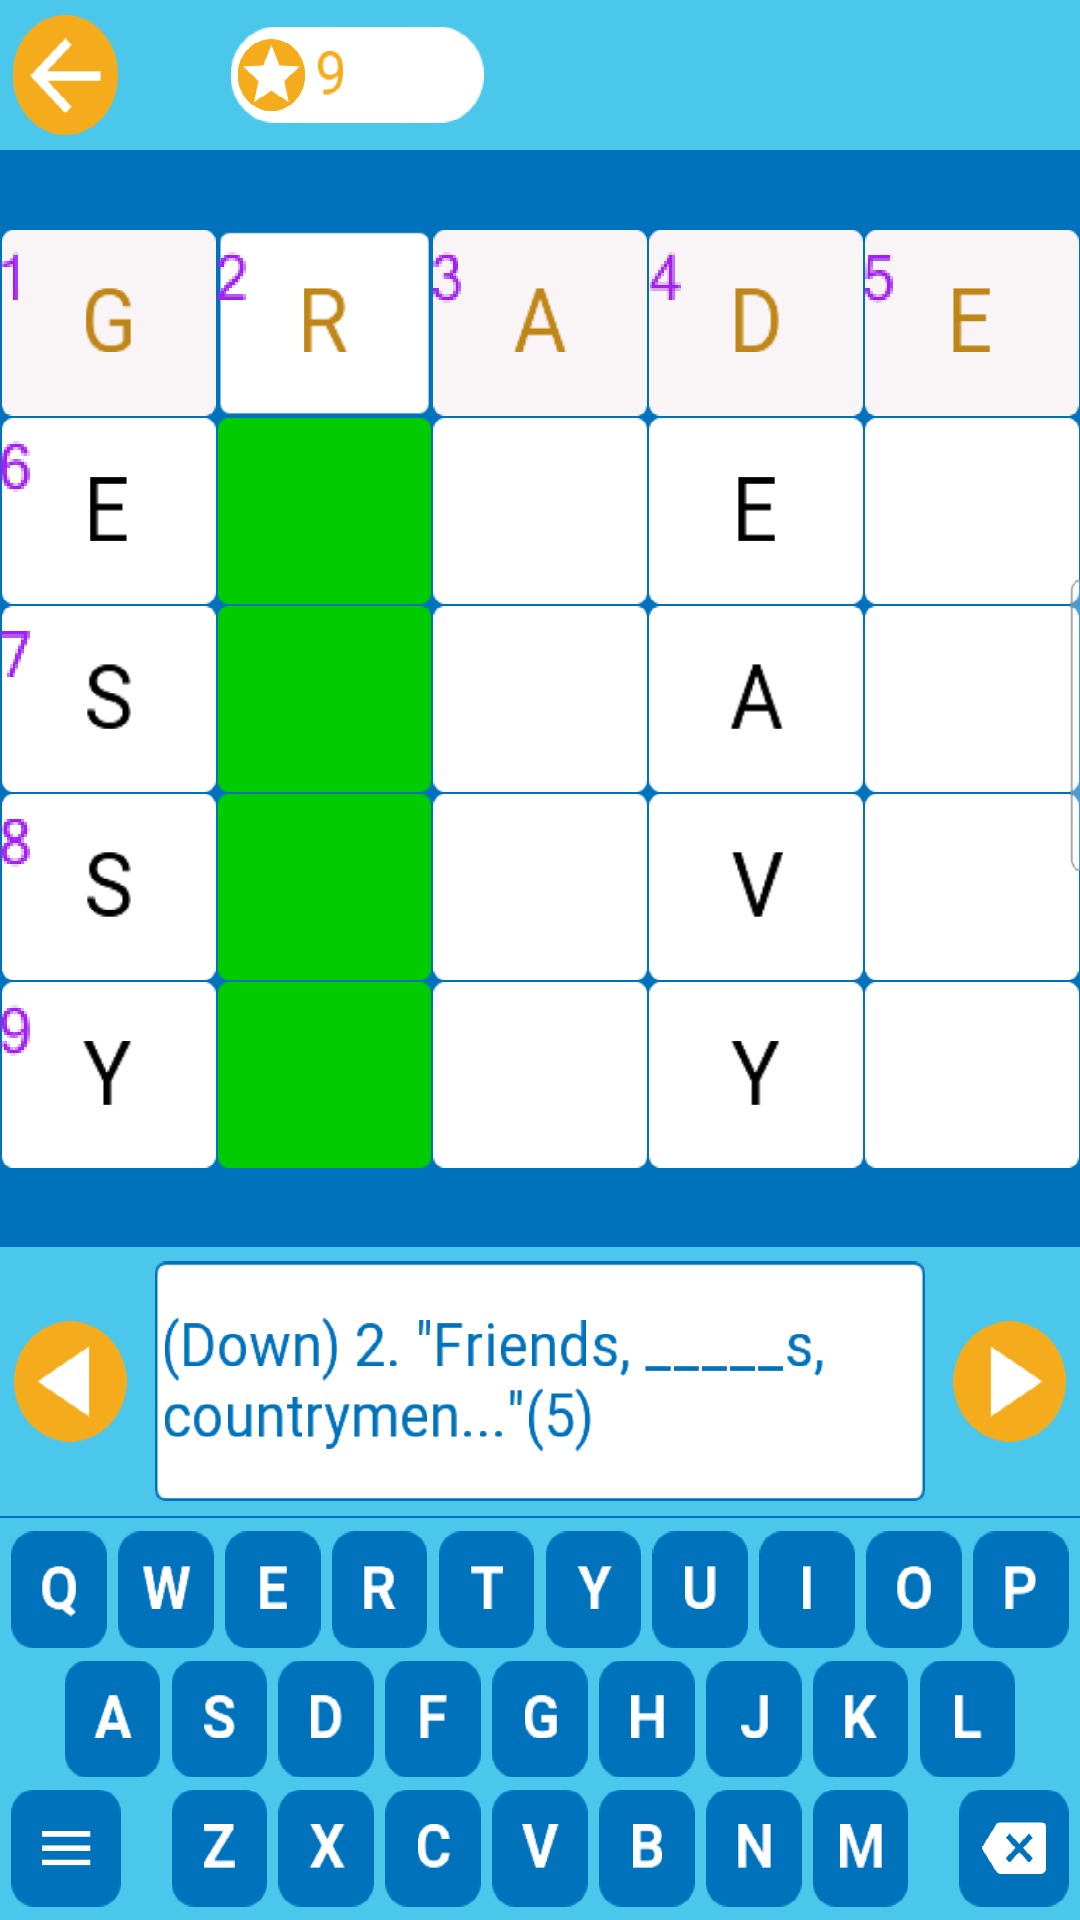 9
1 G 2 R 3 A 4 D 5 E
6 E E
7 S A
8 S V
9 Y Y
(Down) 2. "Friends, _____s,
countrymen..."(5)
Q W E R T Y U I O P
A S D F G H J K L
Z X C V B N M